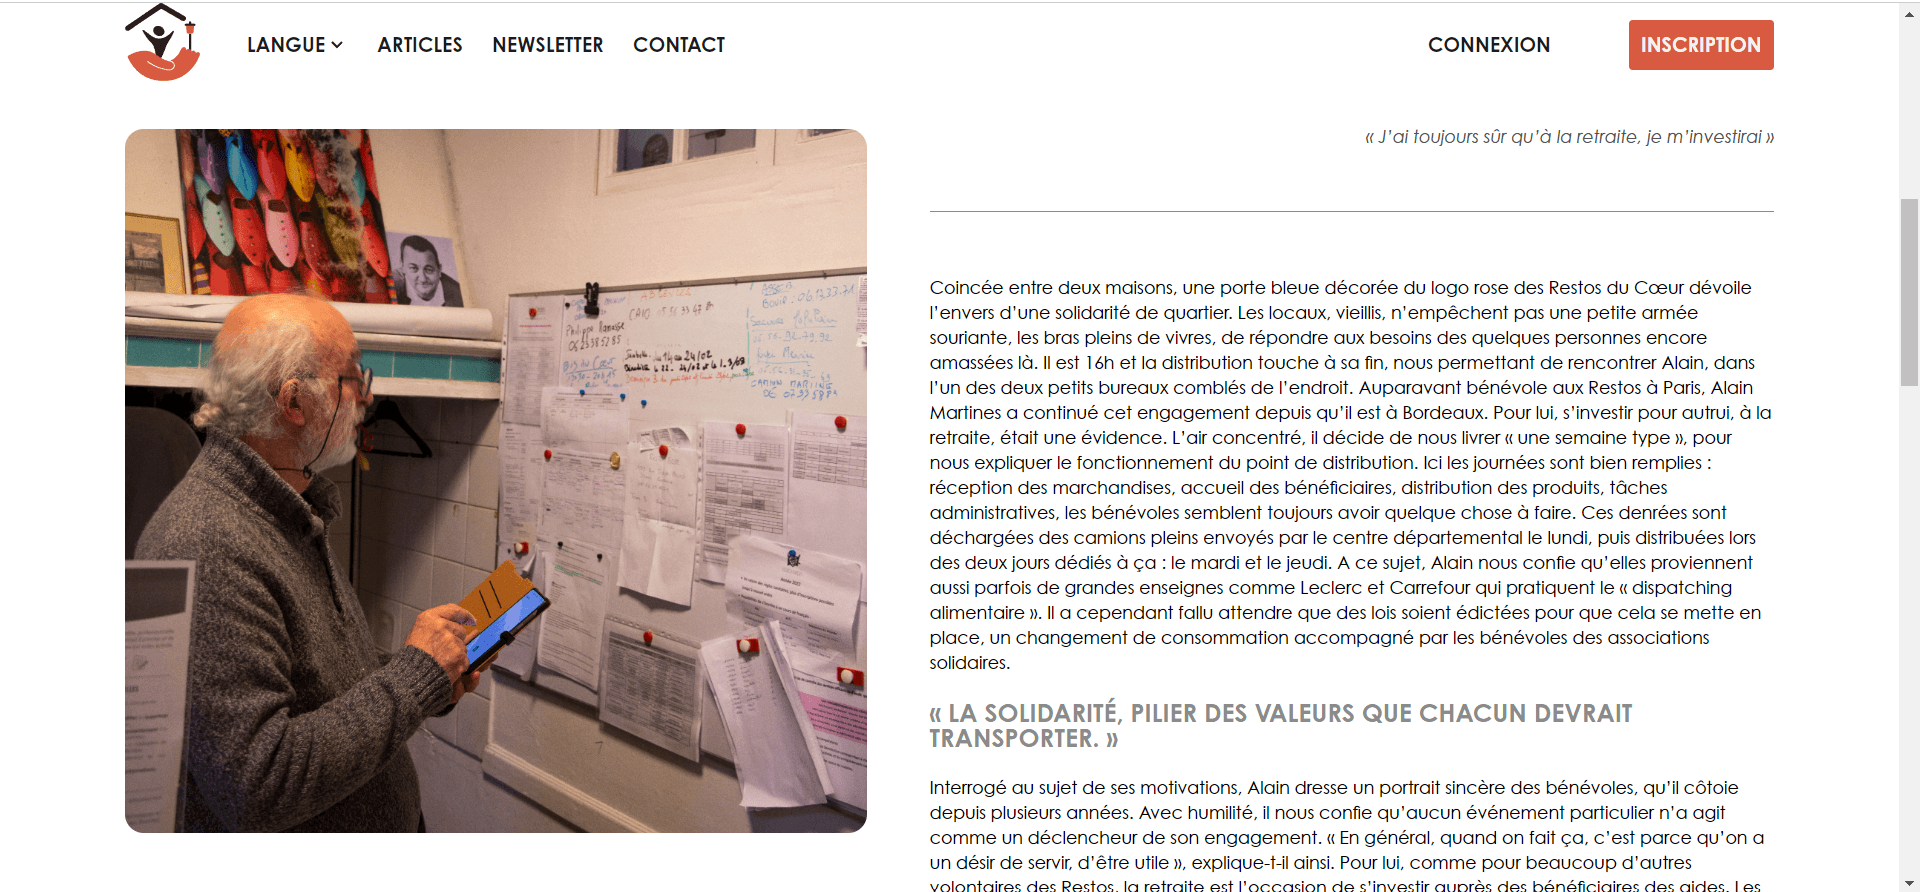 LANGUE
ARTICLES
NEWSLETTER
CONTACT
CONNEXION
INSCRIPTION
« J’ai toujours sûr qu’à la retraite, je m’investirai »
Coincée entre deux maisons, une porte bleue décorée du logo rose des Restos du Cœur dévoile
l’envers d’une solidarité de quartier. Les locaux, vieillis, n’empêchent pas une petite armée
souriante, les bras pleins de vivres, de répondre aux besoins des quelques personnes encore
amassées là. Il est 16h et la distribution touche à sa fin, nous permettant de rencontrer Alain, dans
l’un des deux petits bureaux comblés de l’endroit. Auparavant bénévole aux Restos à Paris, Alain
Martines a continué cet engagement depuis qu’il est à Bordeaux. Pour lui, s’investir pour autrui, à la
retraite, était une évidence. L’air concentré, il décide de nous livrer « une semaine type », pour
nous expliquer le fonctionnement du point de distribution. Ici les journées sont bien remplies :
réception des marchandises, accueil des bénéficiaires, distribution des produits, tâches
administratives, les bénévoles semblent toujours avoir quelque chose à faire. Ces denrées sont
déchargées des camions pleins envoyés par le centre départemental le lundi, puis distribuées lors
des deux jours dédiés à ça : le mardi et le jeudi. A ce sujet, Alain nous confie qu’elles proviennent
aussi parfois de grandes enseignes comme Leclerc et Carrefour qui pratiquent le « dispatching
alimentaire ». Il a cependant fallu attendre que des lois soient édictées pour que cela se mette en
place, un changement de consommation accompagné par les bénévoles des associations
solidaires.
« LA SOLIDARITÉ, PILIER DES VALEURS QUE CHACUN DEVRAIT
TRANSPORTER. »
Interrogé au sujet de ses motivations, Alain dresse un portrait sincère des bénévoles, qu’il côtoie
depuis plusieurs années. Avec humilité, il nous confie qu’aucun événement particulier n’a agit
comme un déclencheur de son engagement. « En général, quand on fait ça, c’est parce qu’on a
un désir de servir, d’être utile », explique-t-il ainsi. Pour lui, comme pour beaucoup d’autres
volontaires des Restos, la retraite est l’occasion de s’investir auprès des bénéficiaires des aides. Les